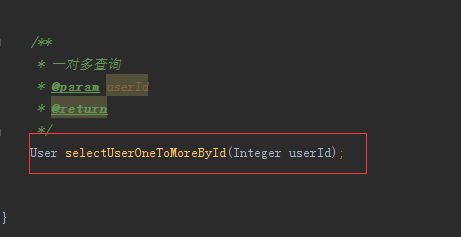 /**
* 一对多查询
* @param userId
* @return
*/
User selectUserOneToMoreById(Integer userId);
}